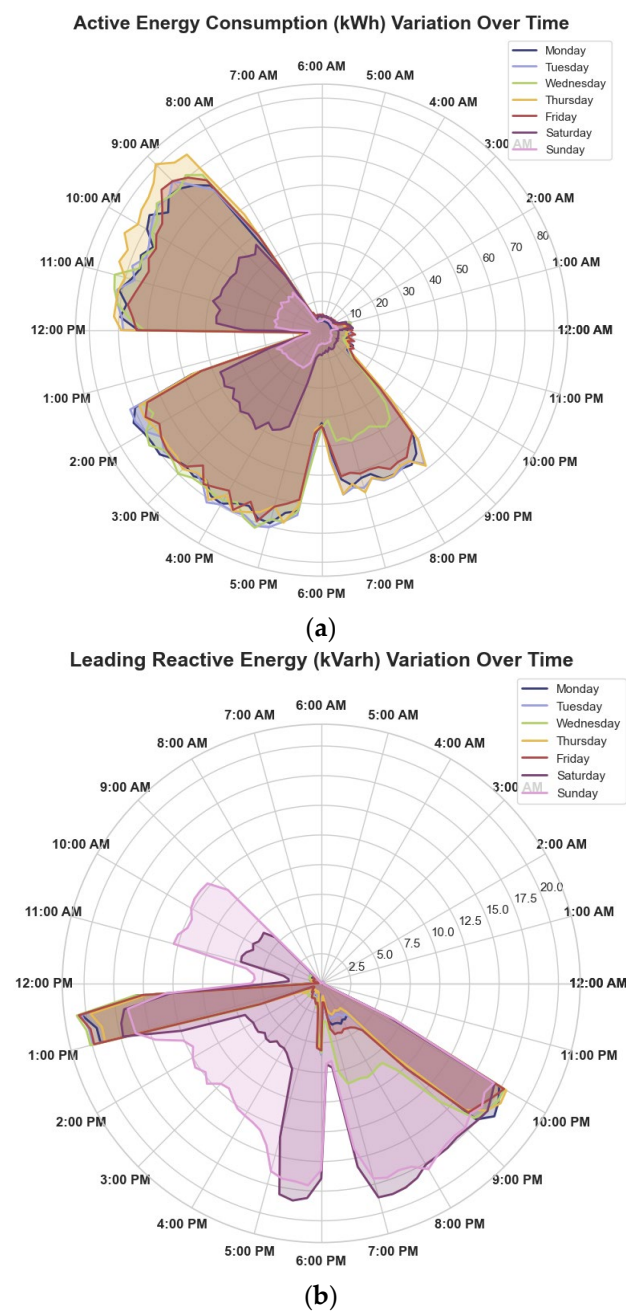 Active Energy Consumption (kWh) Variation Over Time
Monday
Tuesday
Wednesday
Thursday
Friday
Saturday
Sunday
6:00 AM
5:00 AM
7:00 AM
4:00 AM
8:00 AM
3:00 AM
9:00 AM
2:00 AM
10:00 AM
1:00 AM
11:00 AM
10 20 30 40 50 60 70 80
12:00 PM
12:00 AM
1:00 PM
11:00 PM
2:00 PM
10:00 PM
3:00 PM
9:00 PM
4:00 PM
8:00 PM
5:00 PM
7:00 PM
6:00 PM
(a)
Leading Reactive Energy (kVarh) Variation Over Time
Monday
Tuesday
Wednesday
Thursday
Friday
Saturday
Sunday
6:00 AM
5:00 AM
7:00 AM
4:00 AM
8:00 AM
3:00 AM
9:00 AM
2:00 AM
10:00 AM
1:00 AM
11:00 AM
2.5 5.0 7.5 10.0 12.5 15.0 17.5 20.0
12:00 PM
12:00 AM
1:00 PM
11:00 PM
2:00 PM
10:00 PM
3:00 PM
9:00 PM
4:00 PM
8:00 PM
5:00 PM
7:00 PM
6:00 PM
(b)